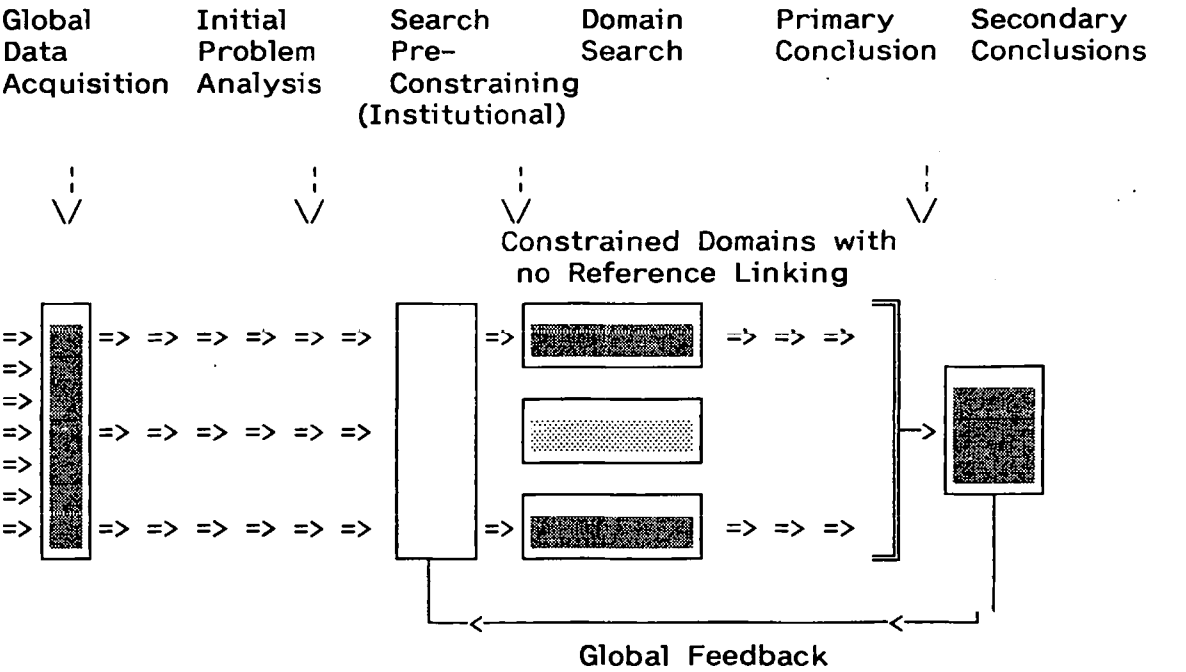 Global Initial Search Domain Primary Secondary
Data Problem Pre- Search Conclusion Conclusions
Acquisition Analysis Constraining
(Institutional)
Constrained Domains with
no Reference Linking
=> => => => => => => => => => =>
=>
=>
=> => => => => => => ->
=>
=>
=> => => => => => => => => => =>
Global Feedback